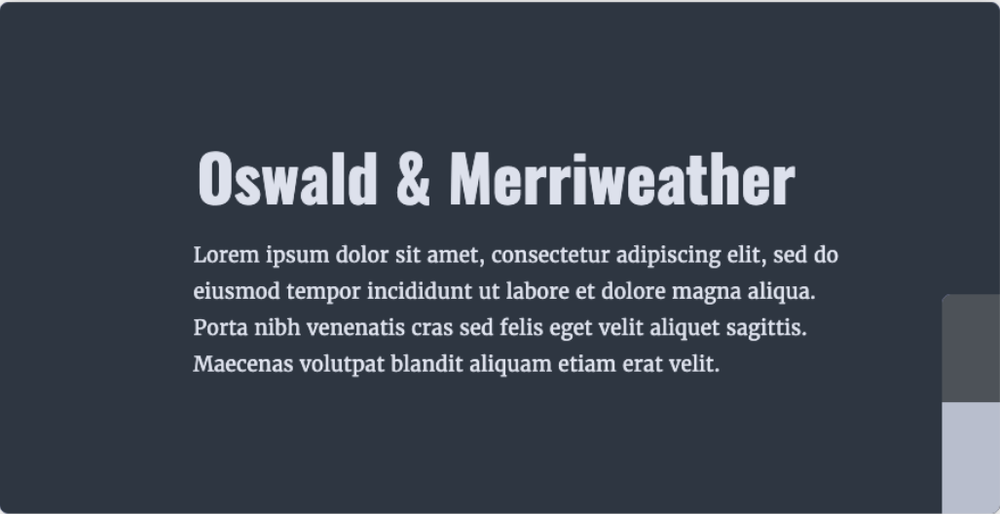 Oswald & Merriweather
Lorem ipsum dolor sit amet, consectetur adipiscing elit, sed do
eiusmod tempor incididunt ut labore et dolore magna aliqua.
Porta nibh venenatis cras sed felis eget velit aliquet sagittis.
Maecenas volutpat blandit aliquam etiam erat velit.